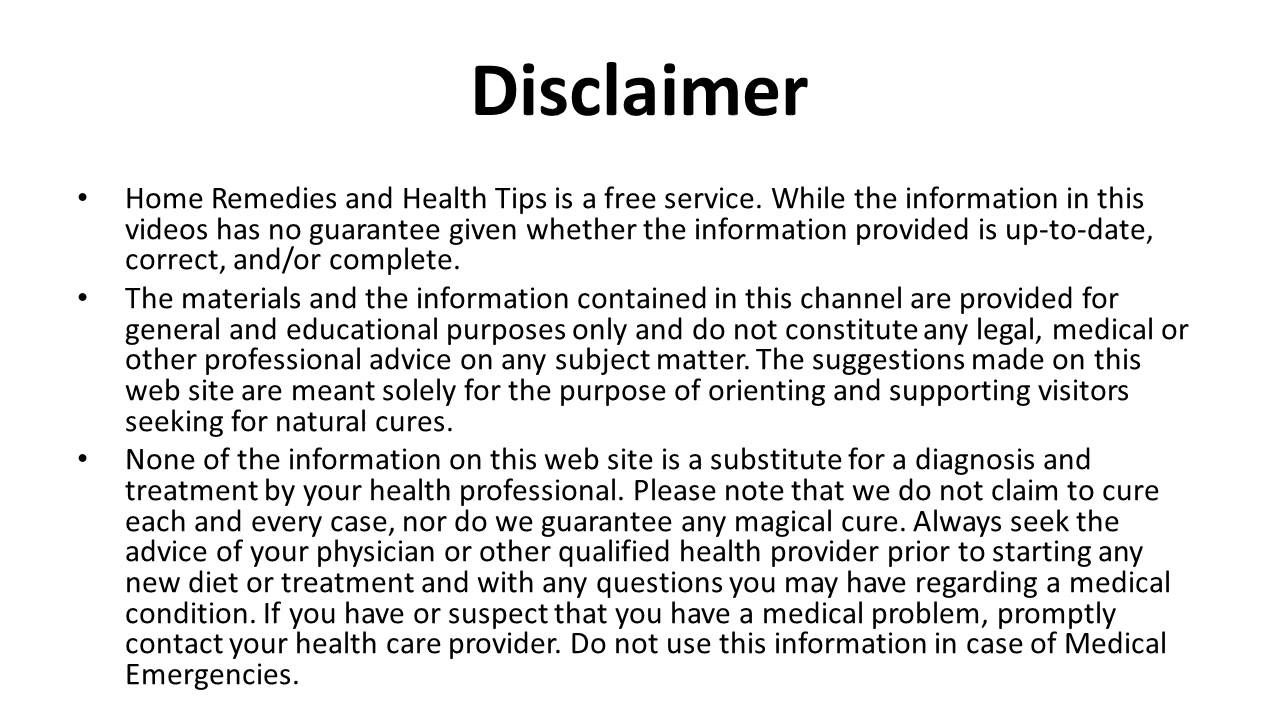 Disclaimer
• Home Remedies and Health Tips is a free service. While the information in this
videos has no guarantee given whether the information provided is up-to-date,
correct, and/or complete.
• The materials and the information contained in this channel are provided for
general and educational purposes only and do not constitute any legal, medical or
other professional advice on any subject matter. The suggestions made on this
web site are meant solely for the purpose of orienting and supporting visitors
seeking for natural cures.
• None of the information on this web site is a substitute for a diagnosis and
treatment by your health professional. Please note that we do not claim to cure
each and every case, nor do we guarantee any magical cure. Always seek the
advice of your physician or other qualified health provider prior to starting any
new diet or treatment and with any questions you may have regarding a medical
condition. If you have or suspect that you have a medical problem, promptly
contact your health care provider. Do not use this information in case of Medical
Emergencies.